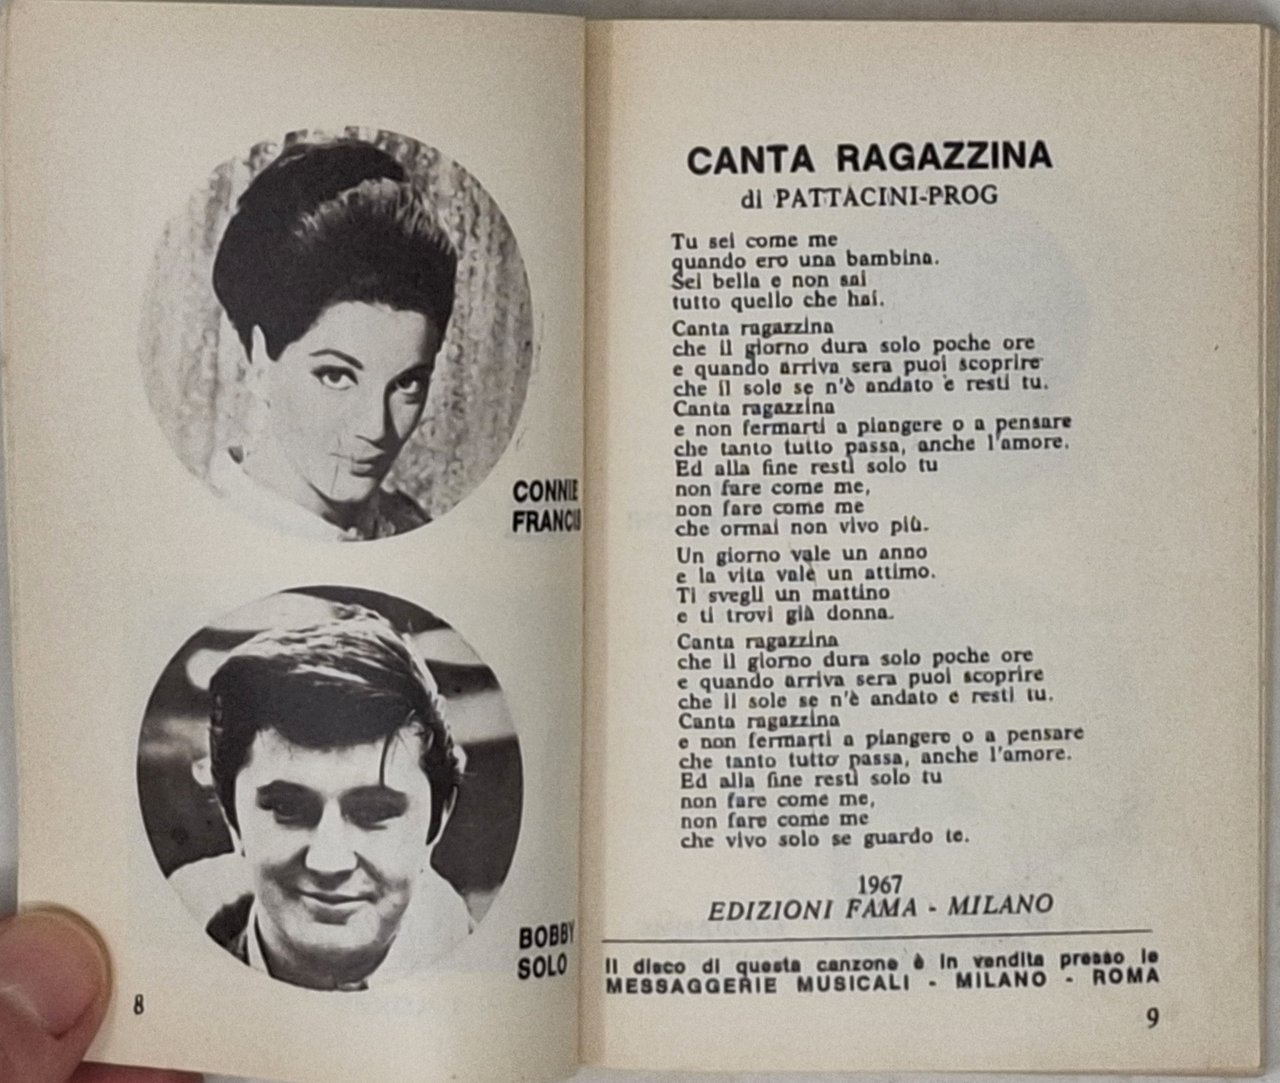 CONNIE
FRANCIS
BOBBY
SOLO
8
CANTA RAGAZZINA
di PATTACINI-PROG
Tu sei come me
quando ero una bambina.
Sei bella e non sai
tutto quello che hai.
Canta ragazzina
che il giorno dura solo poche ore
e quando arriva sera puoi scoprire
che il sole se n'è andato e resti tu.
Canta ragazzina
e non fermarti a piangere o a pensare
che tanto tutto passa, anche l'amore.
Ed alla fine resti solo tu
non fare come me,
non fare come me
che ormai non vivo più.
Un giorno vale un anno
e la vita vale un attimo.
Ti svegli un mattino
e ti trovi già donna.
Canta ragazzina
che il giorno dura solo poche ore
e quando arriva sera puoi scoprire
che il sole se n'è andato e resti tu.
Canta ragazzina
e non fermarti a piangere o a pensare
che tanto tutto passa, anche l'amore.
Ed alla fine resti solo tu
non fare come me,
non fare come me
che vivo solo se guardo te.
1967
EDIZIONI FAMA - MILANO
Il disco di questa canzone è in vendita presso le
MESSAGGERIE MUSICALI - MILANO - ROMA
9